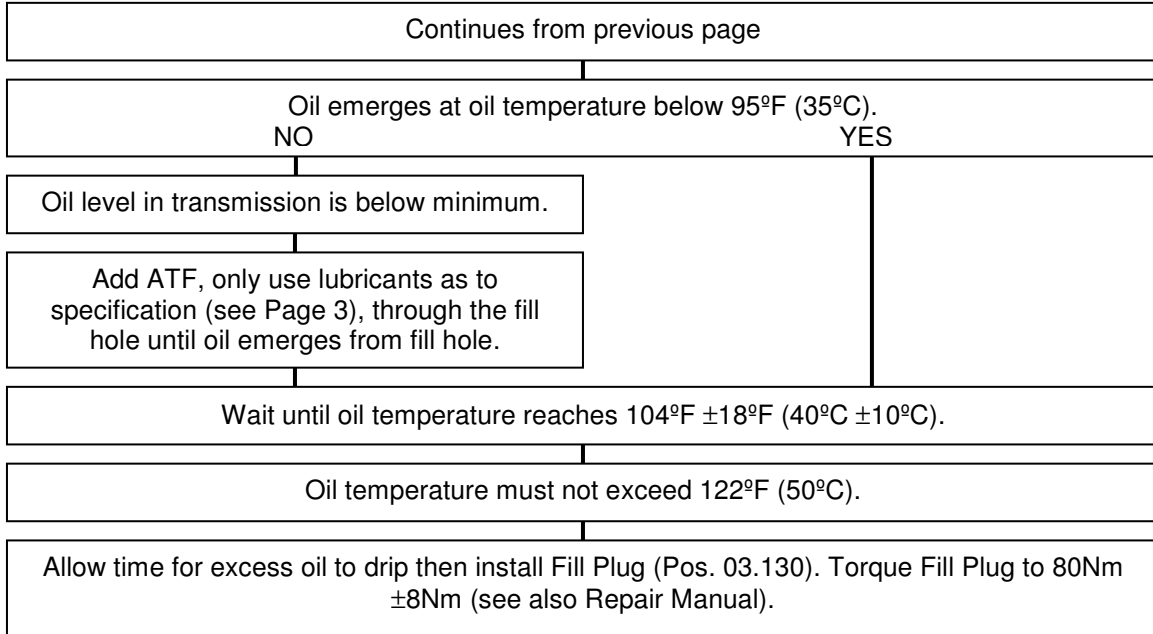 Continues from previous page
Oil emerges at oil temperature below 95ºF (35ºC).
NO YES
Oil level in transmission is below minimum.
Add ATF, only use lubricants as to
specification (see Page 3), through the fill
hole until oil emerges from fill hole.
Wait until oil temperature reaches 104ºF ±18ºF (40ºC ±10ºC).
Oil temperature must not exceed 122ºF (50ºC).
Allow time for excess oil to drip then install Fill Plug (Pos. 03.130). Torque Fill Plug to 80Nm
±8Nm (see also Repair Manual).